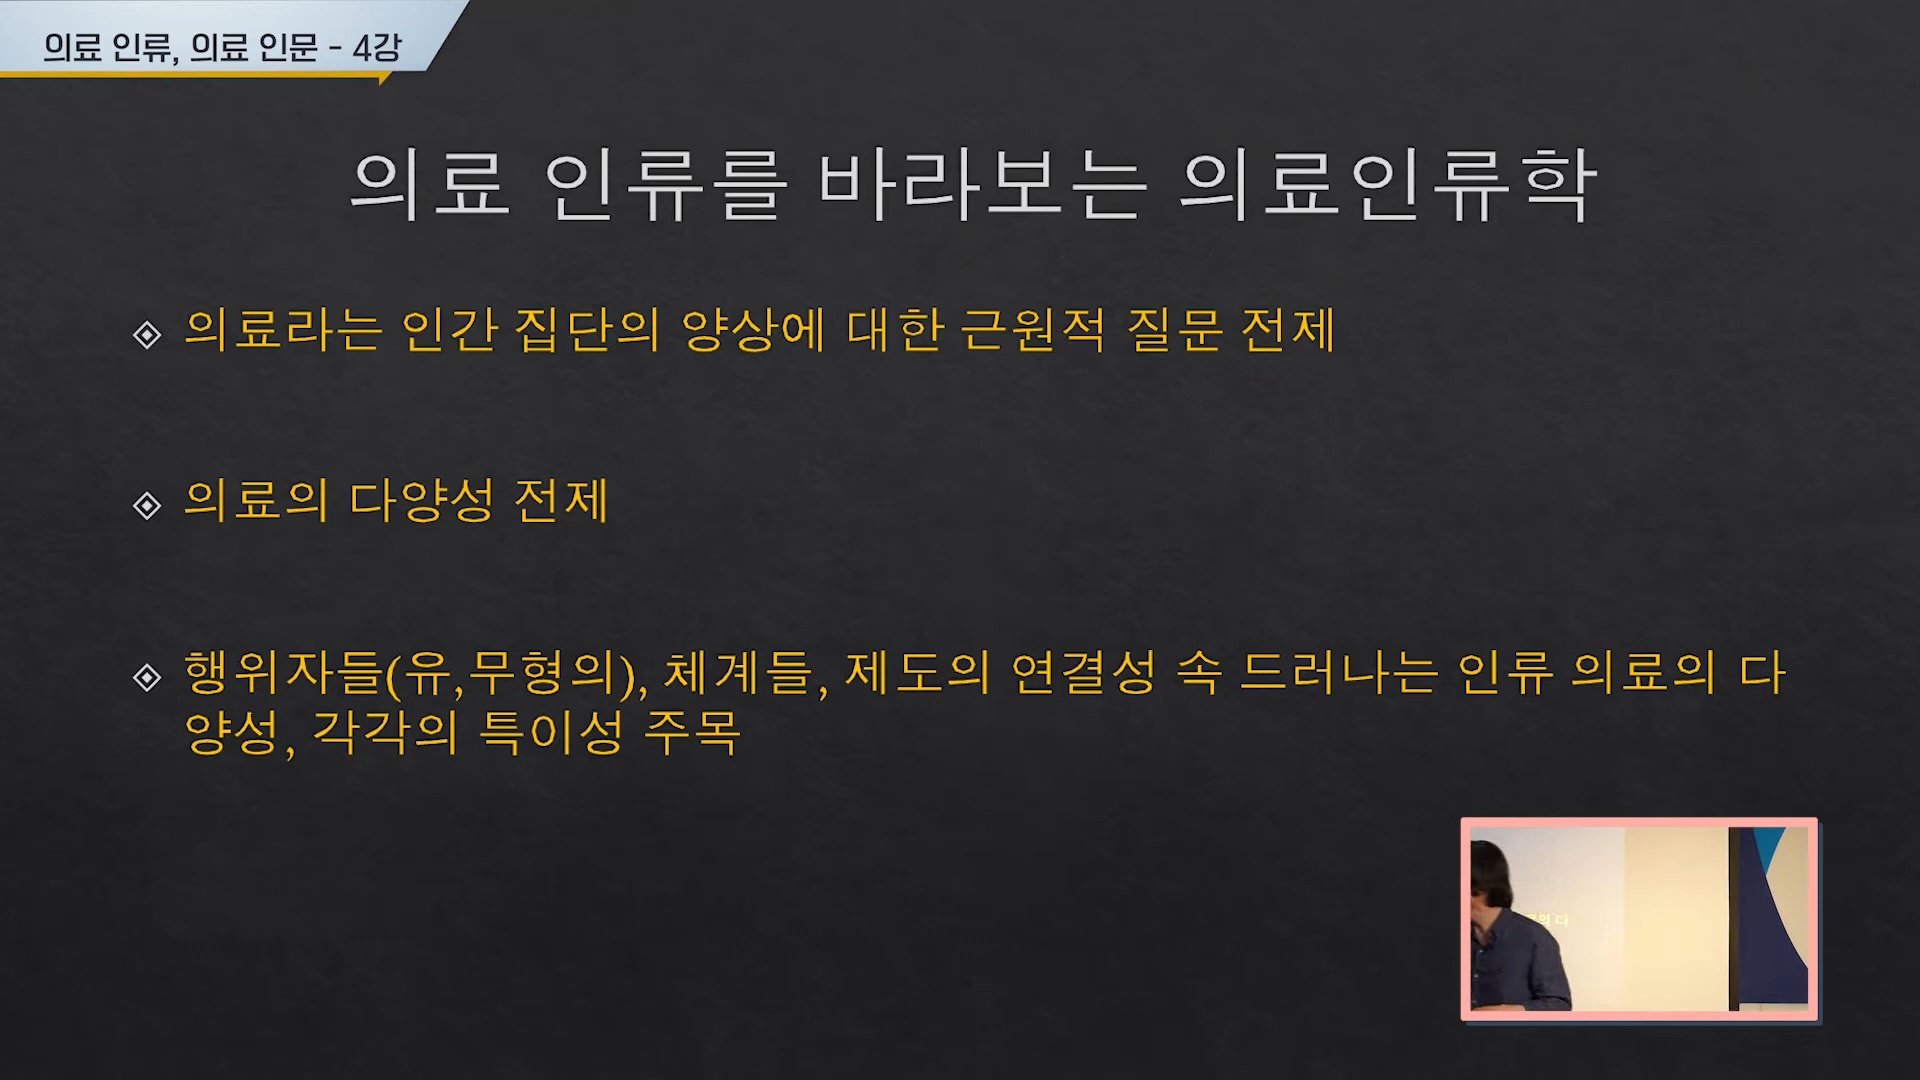 의료 인류, 의료 인문 - 4강
의료 인류를 바라보는 의료인류학
의료라는 인간 집단의 양상에 대한 근원적 질문 전제
의료의 다양성 전제
행위자들(유,무형의), 체계들, 제도의 연결성 속 드러나는 인류 의료의 다
양성, 각각의 특이성 주목
의 다